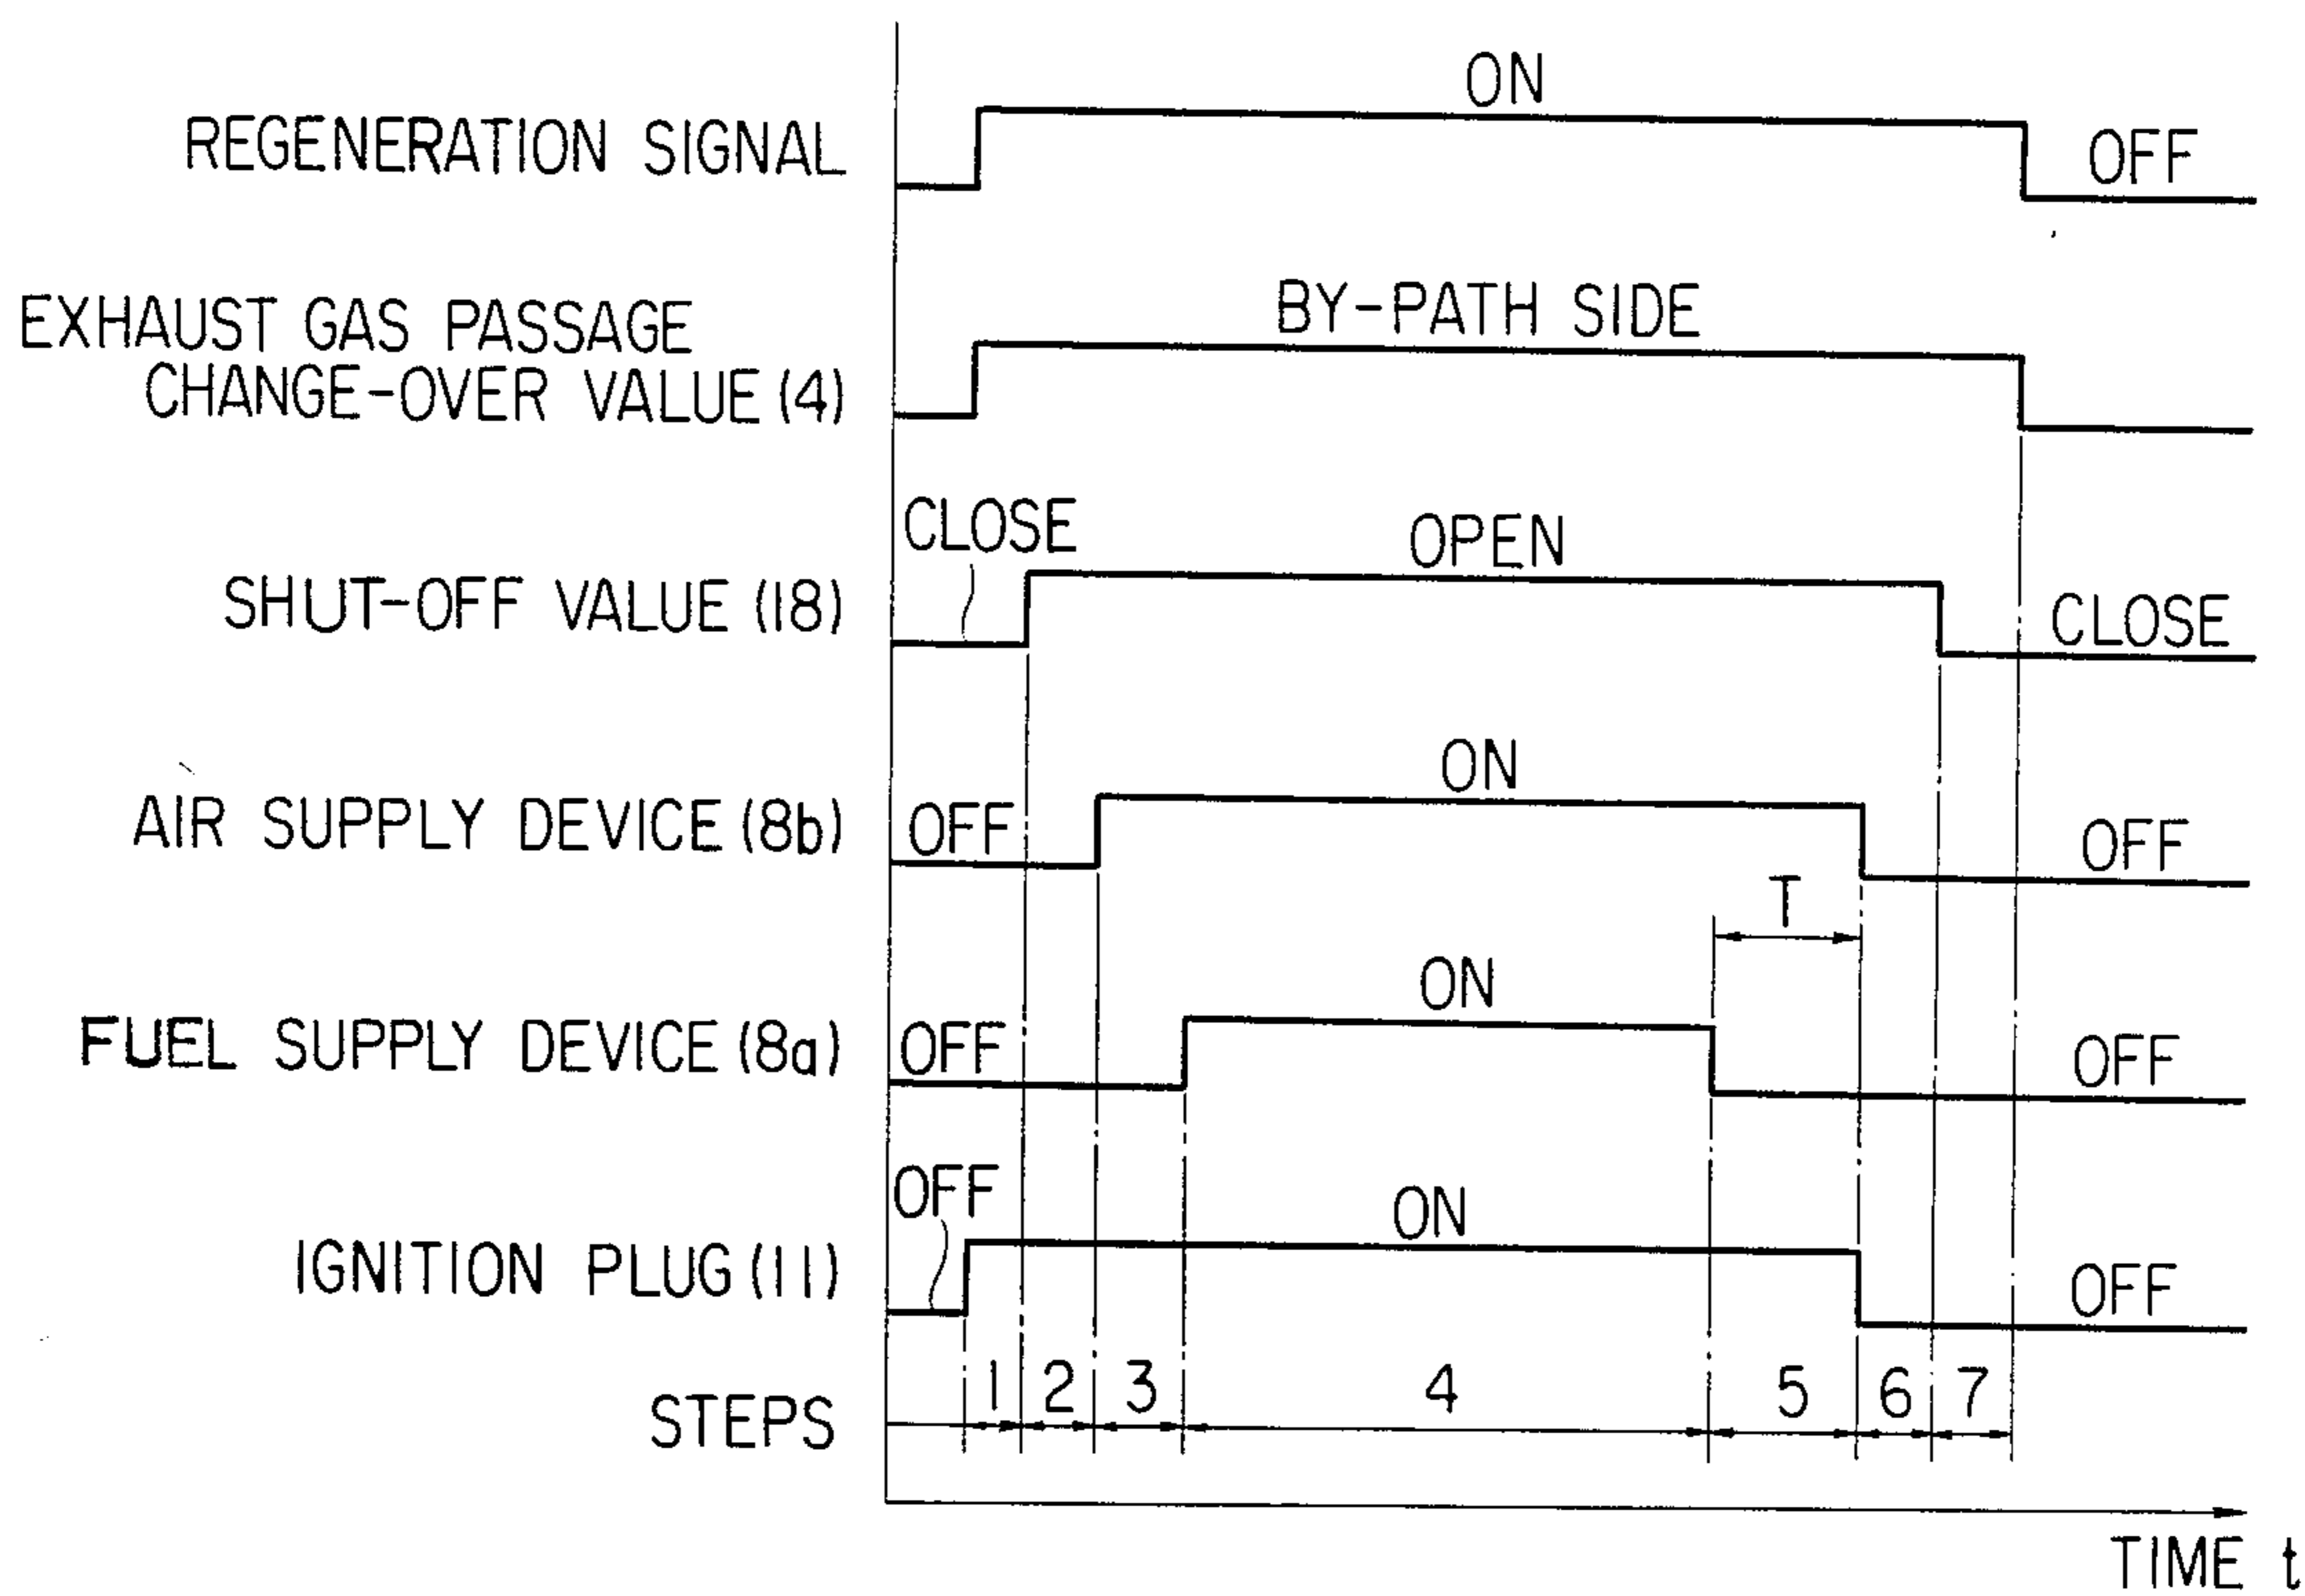 ON
REGENERATION SIGNAL
OFF
BY-PATH SIDE
EXHAUST GAS PASSAGE
CHANGE-OVER VALUE (4)
CLOSE
OPEN
SHUT-OFF VALUE (18)
CLOSE
ON
AIR SUPPLY DEVICE (8b)
OFF
OFF
T
ON
FUEL SUPPLY DEVICE (8a)
OFF
OFF
OFF
ON
IGNITION PLUG (11)
OFF
STEPS
1 2 3 4 5 6 7
TIME t